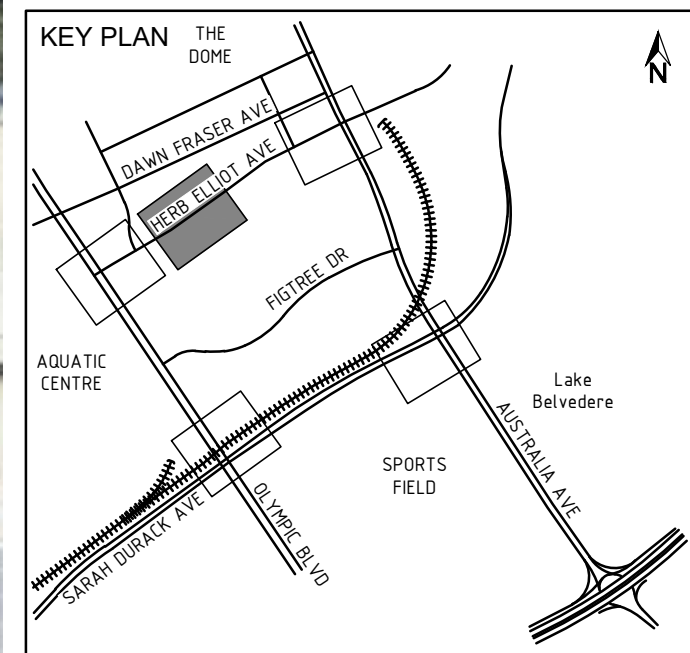 KEY PLAN
THE
DOME
N
DAWN FRASER AVE
HERB ELLIOT AVE
FIGTREE DR
AQUATIC
CENTRE
Lake
Belvedere
AUSTRALIA AVE
SPORTS
FIELD
OLYMPIC BLVD
SARAH DURACK AVE